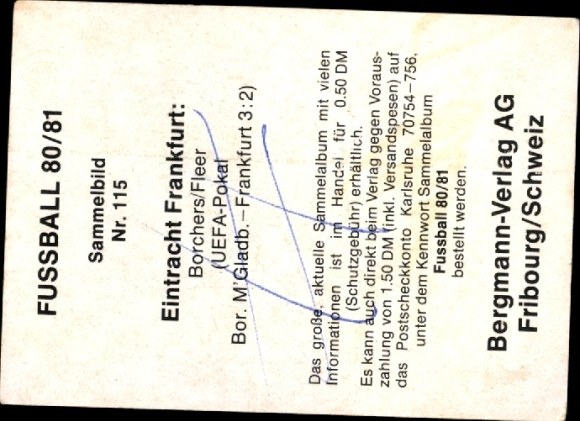 FUSSBALL 80/81
Sammelbild
Nr. 115
Eintracht Frankfurt:
Borchers/Fleer
(UEFA-Pokal
Bor. M'Gladb. – Frankfurt 3:2)
Das große, aktuelle Sammelalbum mit vielen
Informationen ist im Handel für 0.50 DM
(Schutzgebühr) erhältlich.
Es kann auch direkt beim Verlag gegen Voraus-
zahlung von 1.50 DM (inkl. Versandspesen) auf
das Postscheckkonto Karlsruhe 70754–756,
unter dem Kennwort Sammelalbum
Fussball 80/81
bestellt werden.
Bergmann-Verlag AG
Fribourg/Schweiz